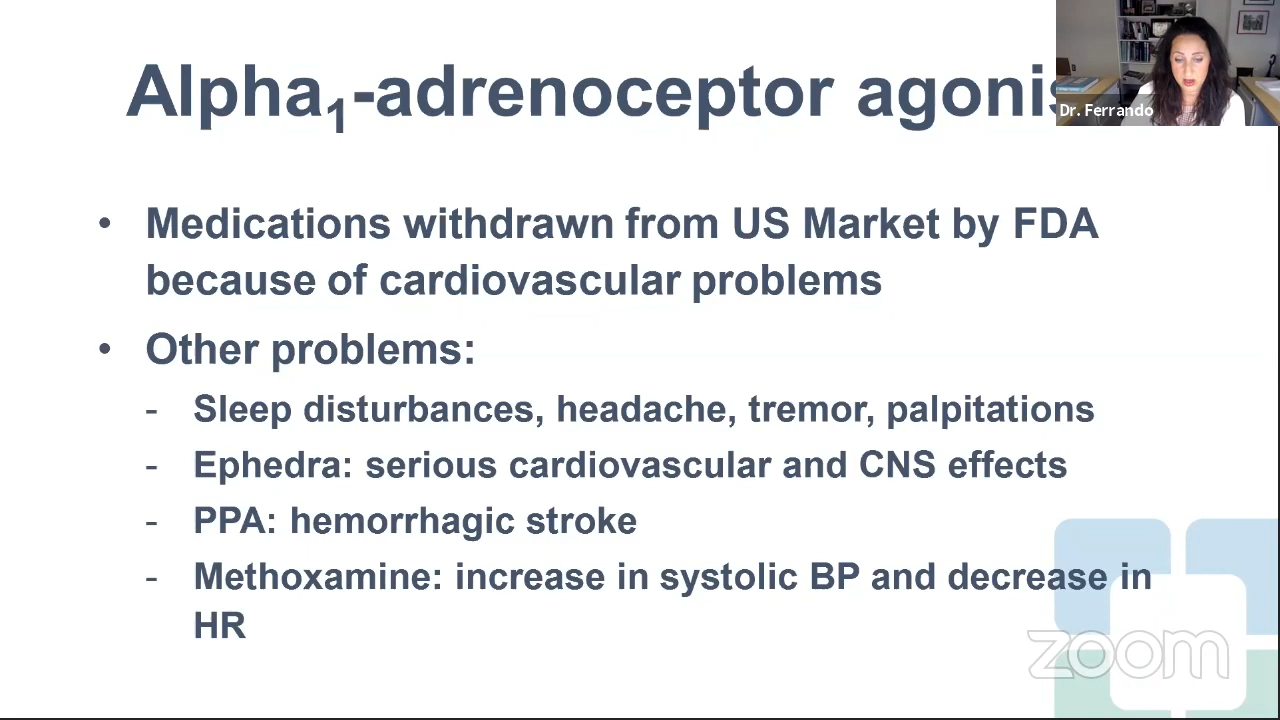 Alpha1-adrenoceptor
Dr. Ferrando
• Medications withdrawn from US Market by FDA
because of cardiovascular problems
• Other problems:
- Sleep disturbances, headache, tremor, palpitations
- Ephedra: serious cardiovascular and CNS effects
- PPA: hemorrhagic stroke
- Methoxamine: increase in systolic BP and decrease in
HR
zoom